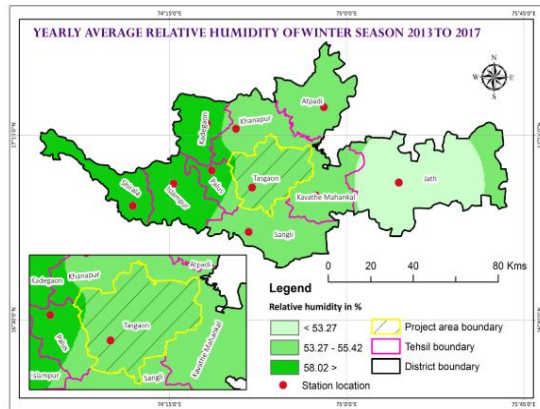 YEARLY AVERAGE RELATIVE HUMIDITY OF WINTER SEASON 2013 TO 2017
74°15'0"E 75°0'0"E 75°45'0"E
N
W E
S
Atpadi
Kadegaon
Khanapur
Tasgaon
Palus
Shirala
Islampur
Kavathe Mahankal
Jath
Sangli
0 20 40 80 Kms
Legend
Relative humidity in %
< 53.27
53.27 - 55.42
58.02 >
Station location
Project area boundary
Tehsil boundary
District boundary
Atpadi
Khanapur
Kadegaon
Tasgaon
Palus
Kavathe Mahankal
Islampur
Sangli
74°15'0"E 75°0'0"E 75°45'0"E